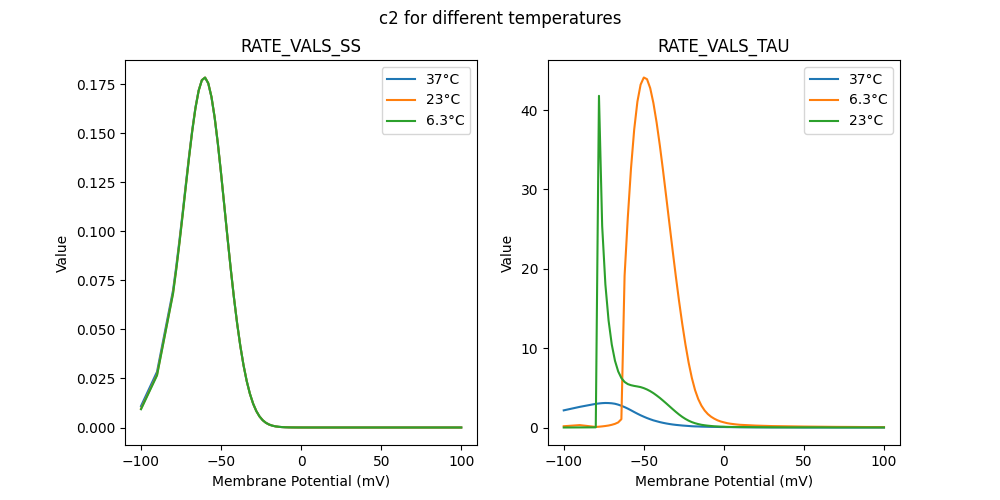 c2 for different temperatures
RATE_VALS_SS
RATE_VALS_TAU
37°C
23°C
6.3°C
37°C
6.3°C
23°C
Value
0.175
0.150
0.125
0.100
0.075
0.050
0.025
0.000
−100
−50
0
50
100
Membrane Potential (mV)
Value
40
30
20
10
0
−100
−50
0
50
100
Membrane Potential (mV)